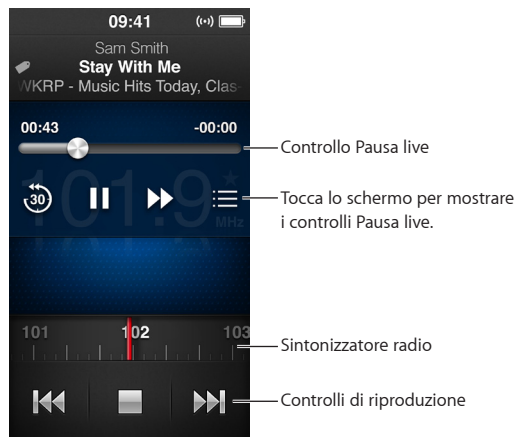 09:41
Sam Smith
Stay With Me
WKRP - Music Hits Today, Clas-
00:43 -00:00
Controllo Pausa live
30
101.9
MHz
Tocca lo schermo per mostrare
i controlli Pausa live.
101 102 103
Sintonizzatore radio
Controlli di riproduzione